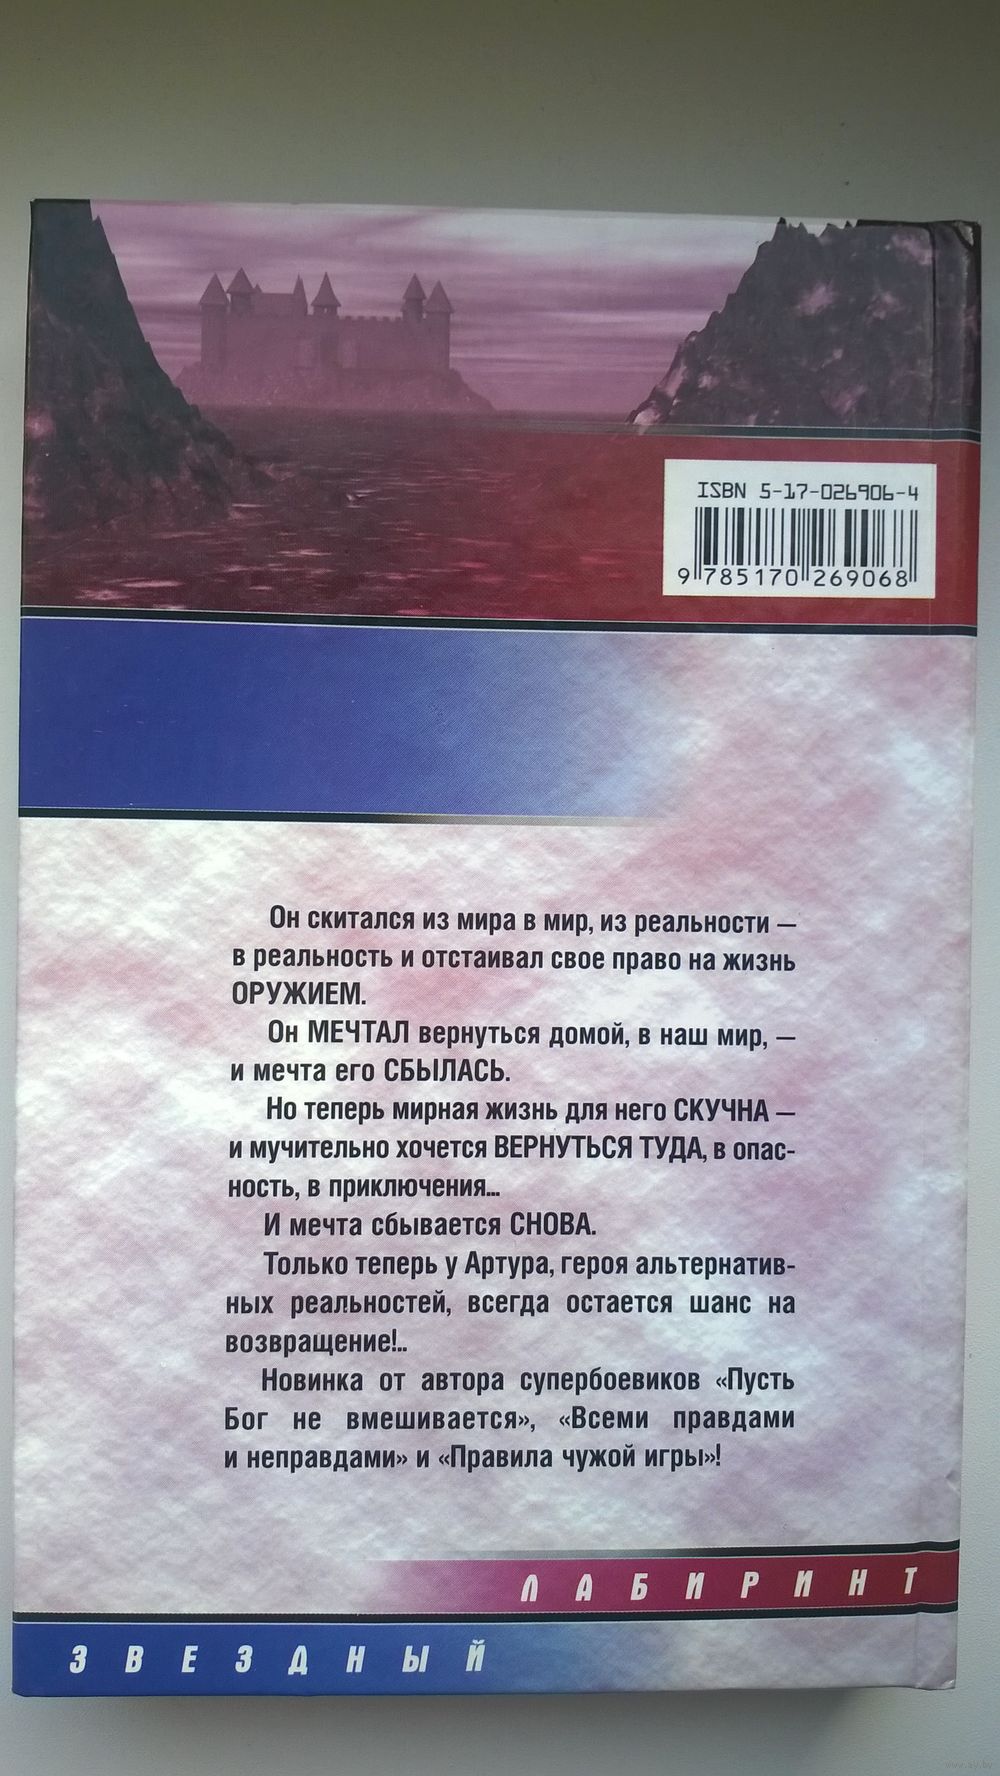 ISBN 5-17-026906-4
9 785170 269068
Он скитался из мира в мир, из реальности —
в реальность и отстаивал свое право на жизнь
ОРУЖИЕМ.
Он МЕЧТАЛ вернуться домой, в наш мир, —
и мечта его СБЫЛАСЬ.
Но теперь мирная жизнь для него СКУЧНА —
и мучительно хочется ВЕРНУТЬСЯ ТУДА, в опас-
ность, в приключения...
И мечта сбывается СНОВА.
Только теперь у Артура, героя альтернатив-
ных реальностей, всегда остается шанс на
возвращение!..
Новинка от автора супербоевиков «Пусть
Бог не вмешивается», «Всеми правдами
и неправдами» и «Правила чужой игры»!
ЛАБИРИНТ
ЗВЕЗДНЫЙ